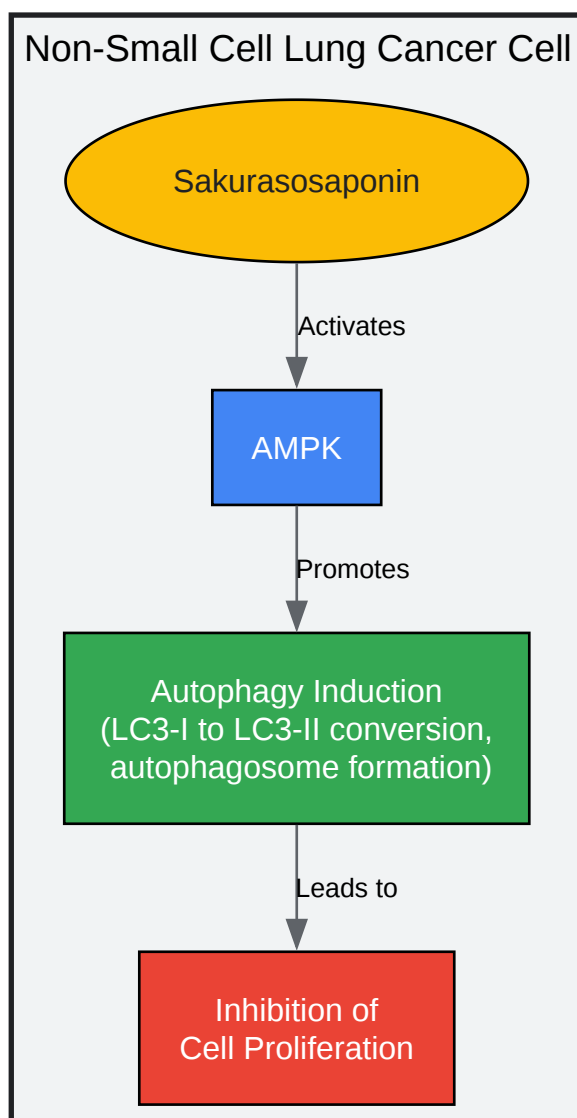 Non-Small Cell Lung Cancer Cell
Sakurasosaponin
Activates
AMPK
Promotes
Autophagy Induction
(LC3-I to LC3-II conversion,
autophagosome formation)
Leads to
Inhibition of
Cell Proliferation